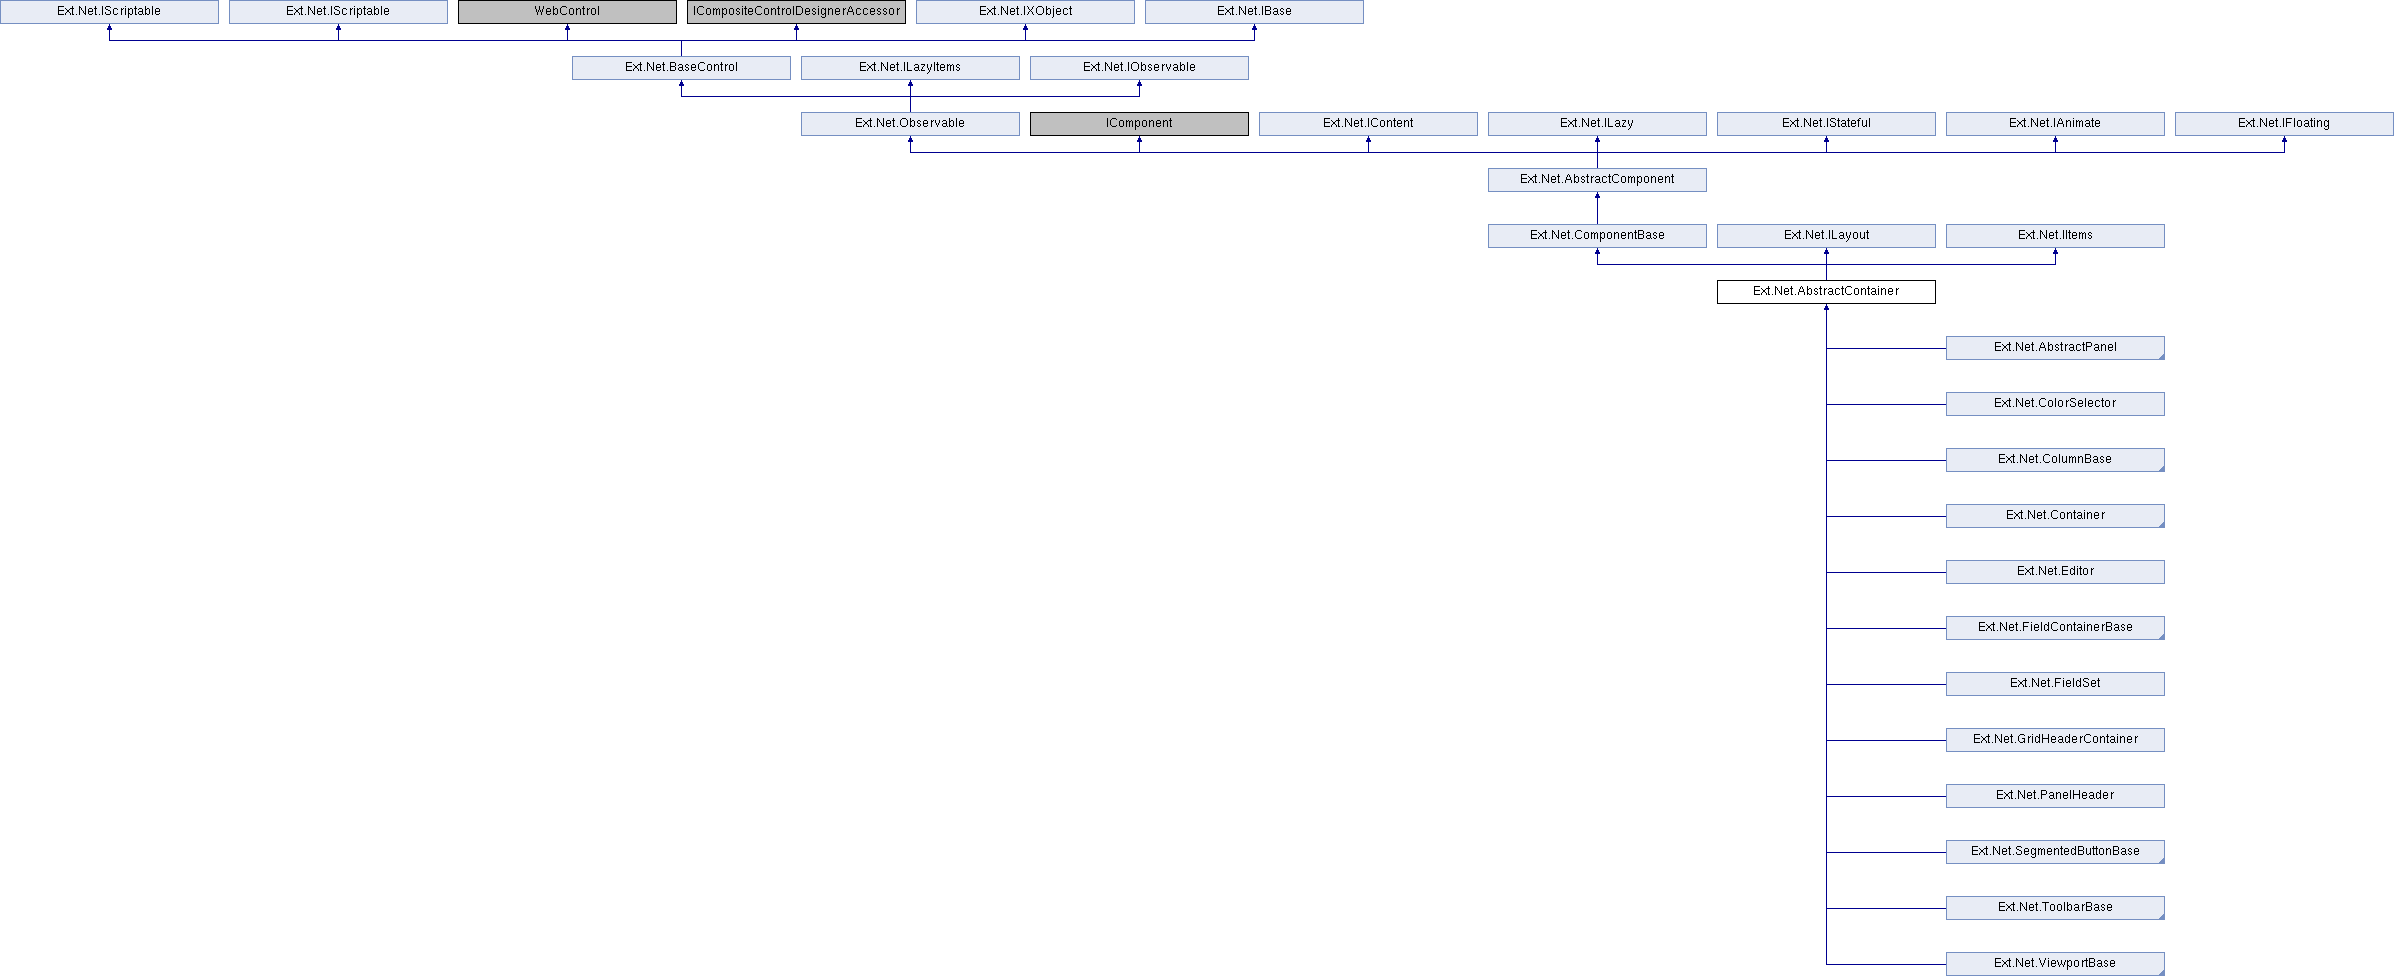 Ext.Net.IScriptable
Ext.Net.IScriptable
WebControl
ICompositeControlDesignerAccessor
Ext.Net.IXObject
Ext.Net.IBase
Ext.Net.BaseControl
Ext.Net.ILazyItems
Ext.Net.IObservable
Ext.Net.Observable
IComponent
Ext.Net.IContent
Ext.Net.ILazy
Ext.Net.IStateful
Ext.Net.IAnimate
Ext.Net.IFloating
Ext.Net.AbstractComponent
Ext.Net.ComponentBase
Ext.Net.ILayout
Ext.Net.IItems
Ext.Net.AbstractContainer
Ext.Net.AbstractPanel
Ext.Net.ColorSelector
Ext.Net.ColumnBase
Ext.Net.Container
Ext.Net.Editor
Ext.Net.FieldContainerBase
Ext.Net.FieldSet
Ext.Net.GridHeaderContainer
Ext.Net.PanelHeader
Ext.Net.SegmentedButtonBase
Ext.Net.ToolbarBase
Ext.Net.ViewportBase